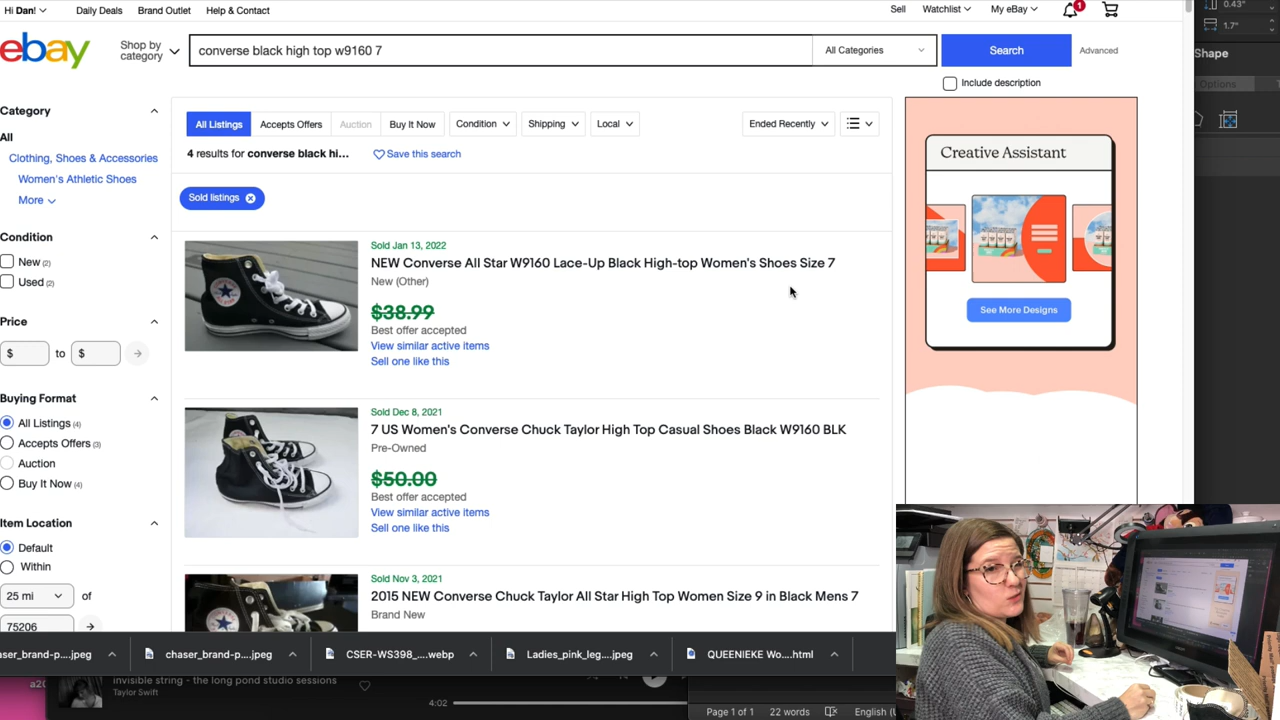 Hi Dan!
Daily Deals
Brand Outlet
Help & Contact
Sell
Watchlist
My eBay
1
0.43"
1.7"
ebay
Shop by category
converse black high top w9160 7
All Categories
Search
Advanced
Include description
Shape
Options
Category
All
Clothing, Shoes & Accessories
Women's Athletic Shoes
More
Condition
New (2)
Used (2)
Price
$ to $
Buying Format
All Listings (4)
Accepts Offers (3)
Auction
Buy It Now (4)
Item Location
Default
Within
25 mi of
75206
All Listings
Accepts Offers
Auction
Buy It Now
Condition
Shipping
Local
Ended Recently
4 results for converse black hi...
Save this search
Sold listings
Sold Jan 13, 2022
NEW Converse All Star W9160 Lace-Up Black High-top Women's Shoes Size 7
New (Other)
$38.99
Best offer accepted
View similar active items
Sell one like this
Sold Dec 8, 2021
7 US Women's Converse Chuck Taylor High Top Casual Shoes Black W9160 BLK
Pre-Owned
$50.00
Best offer accepted
View similar active items
Sell one like this
Sold Nov 3, 2021
2015 NEW Converse Chuck Taylor All Star High Top Women Size 9 in Black Mens 7
Brand New
Creative Assistant
See More Designs
aser_brand-p....jpeg
chaser_brand-p....jpeg
CSER-WS398_....webp
Ladies_pink_leg....jpeg
QUEENIEKE Wo....html
invisible string - the long pond studio sessions
Taylor Swift
4:02
Page 1 of 1
22 words
English (